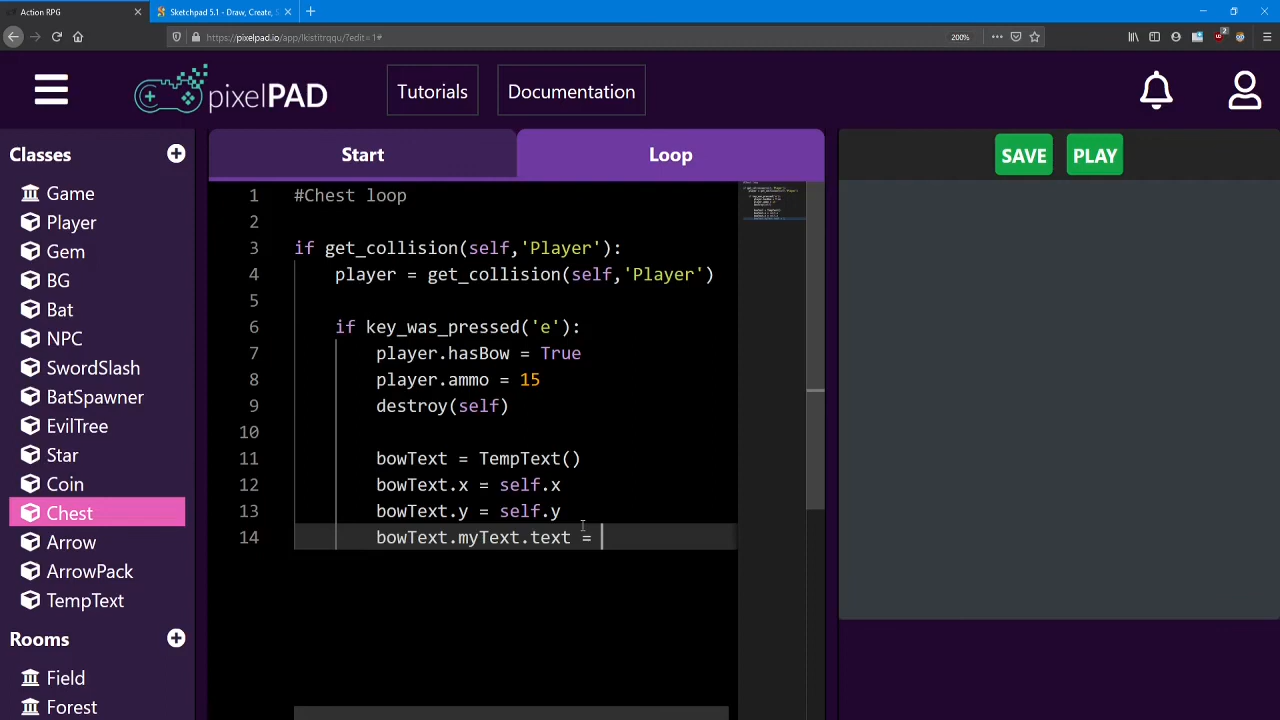 Action RPG
Sketchpad 5.1 - Draw, Create, S
https://pixelpad.io/app/lkistitrqqu/?edit=1#
200%
2
pixelPAD
Tutorials
Documentation
Classes
Game
Player
Gem
BG
Bat
NPC
SwordSlash
BatSpawner
EvilTree
Star
Coin
Chest
Arrow
ArrowPack
TempText
Rooms
Field
Forest
Start
Loop
1 #Chest loop
2
3 if get_collision(self,'Player'):
4 player = get_collision(self,'Player')
5
6 if key_was_pressed('e'):
7 player.hasBow = True
8 player.ammo = 15
9 destroy(self)
10
11 bowText = TempText()
12 bowText.x = self.x
13 bowText.y = self.y
14 bowText.myText.text =
SAVE
PLAY